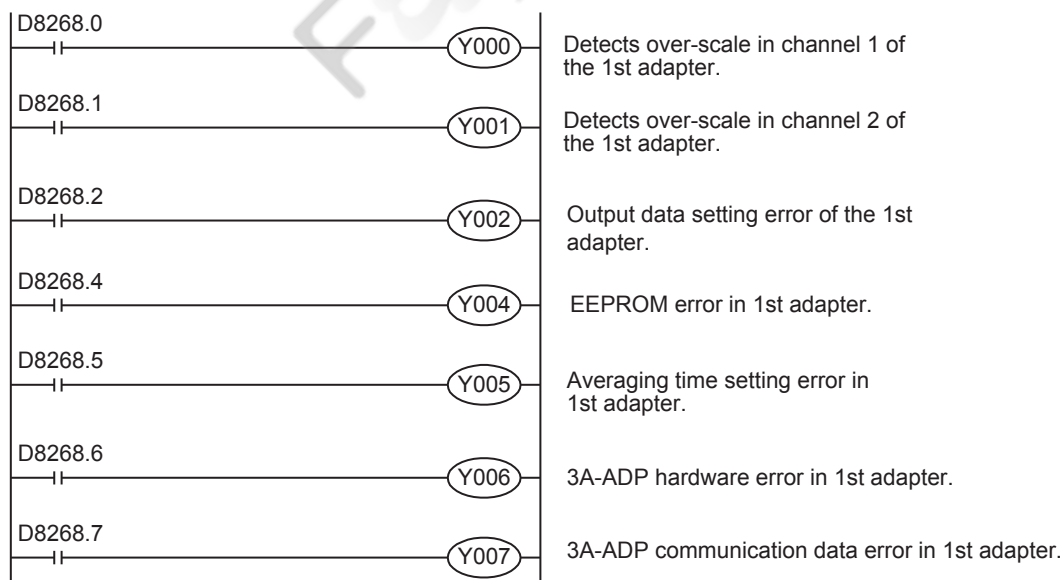 D8268.0
Y000
Detects over-scale in channel 1 of
the 1st adapter.
D8268.1
Y001
Detects over-scale in channel 2 of
the 1st adapter.
D8268.2
Y002
Output data setting error of the 1st
adapter.
D8268.4
Y004
EEPROM error in 1st adapter.
D8268.5
Y005
Averaging time setting error in
1st adapter.
D8268.6
Y006
3A-ADP hardware error in 1st adapter.
D8268.7
Y007
3A-ADP communication data error in 1st adapter.